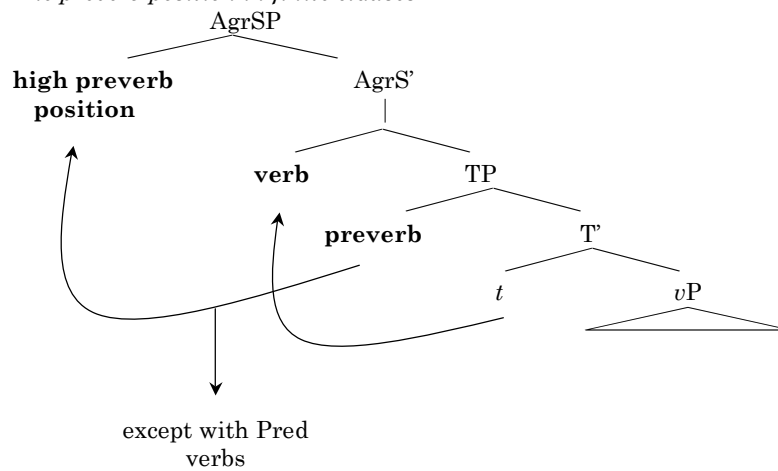 AgrSP
high preverb
position
AgrS’
verb
TP
preverb
T’
t
vP
except with Pred
verbs